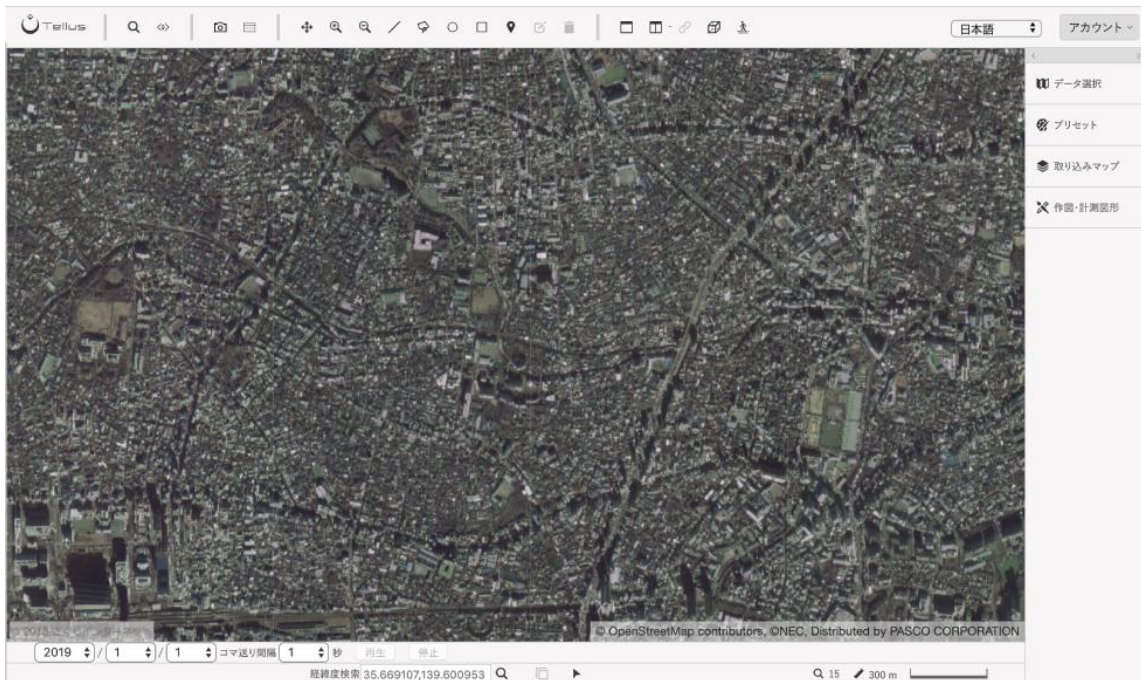 Tellus
日本語
アカウント
データ選択
プリセット
取り込みマップ
作図・計測図形
© OpenStreetMap contributors, ©NEC, Distributed by PASCO CORPORATION
2019 / 1 / 1 コマ送り間隔 1 秒 再生 停止
経緯度検索 35.669107,139.600953
15 300 m